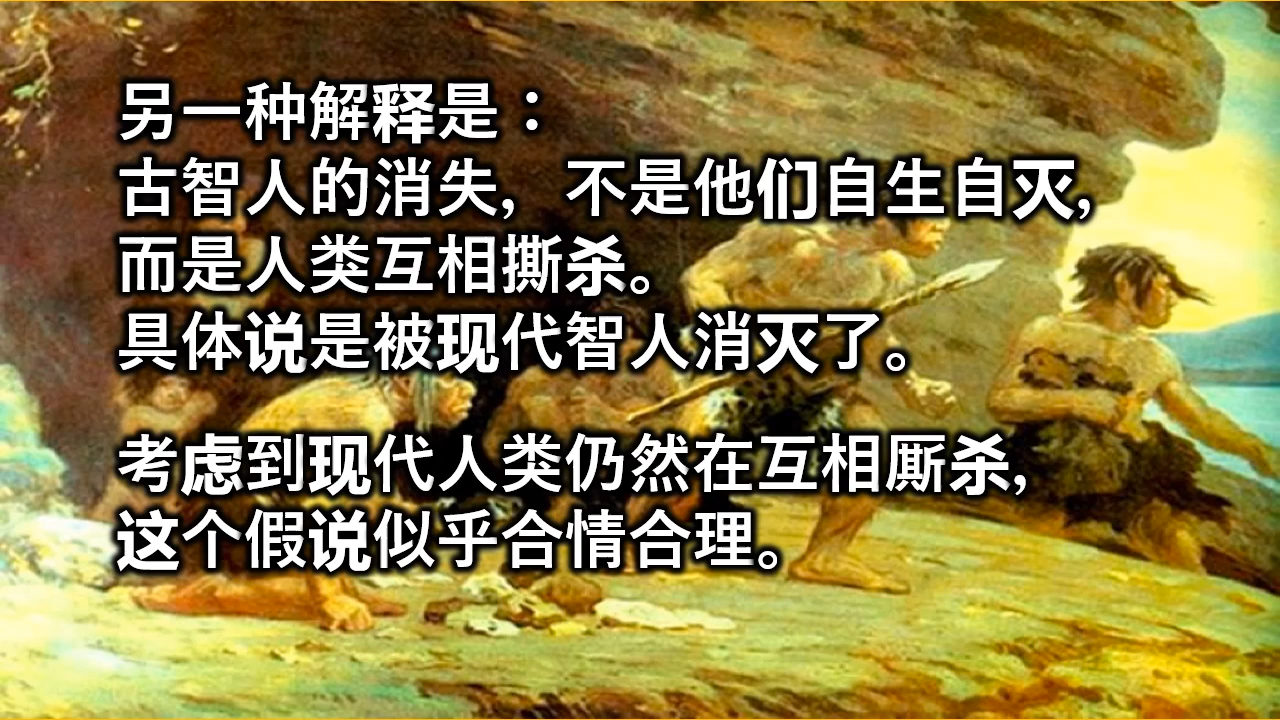 另一种解释是：
古智人的消失，不是他们自生自灭，
而是人类互相撕杀。
具体说是被现代智人消灭了。
考虑到现代人类仍然在互相厮杀，
这个假说似乎合情合理。